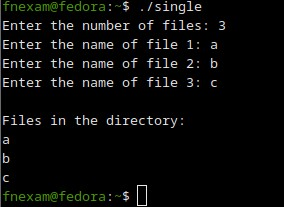 fnexam@fedora:~$ ./single
Enter the number of files: 3
Enter the name of file 1: a
Enter the name of file 2: b
Enter the name of file 3: c
Files in the directory:
a
b
c
fnexam@fedora:~$